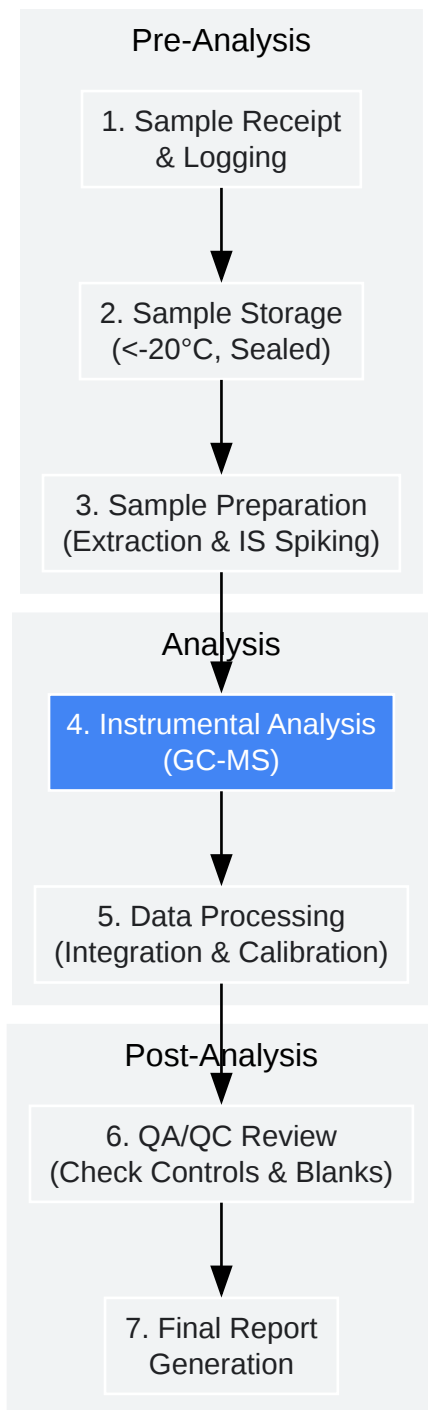 Pre-Analysis
1. Sample Receipt
& Logging
2. Sample Storage
(<-20°C, Sealed)
3. Sample Preparation
(Extraction & IS Spiking)
Analysis
4. Instrumental Analysis
(GC-MS)
5. Data Processing
(Integration & Calibration)
Post-Analysis
6. QA/QC Review
(Check Controls & Blanks)
7. Final Report
Generation